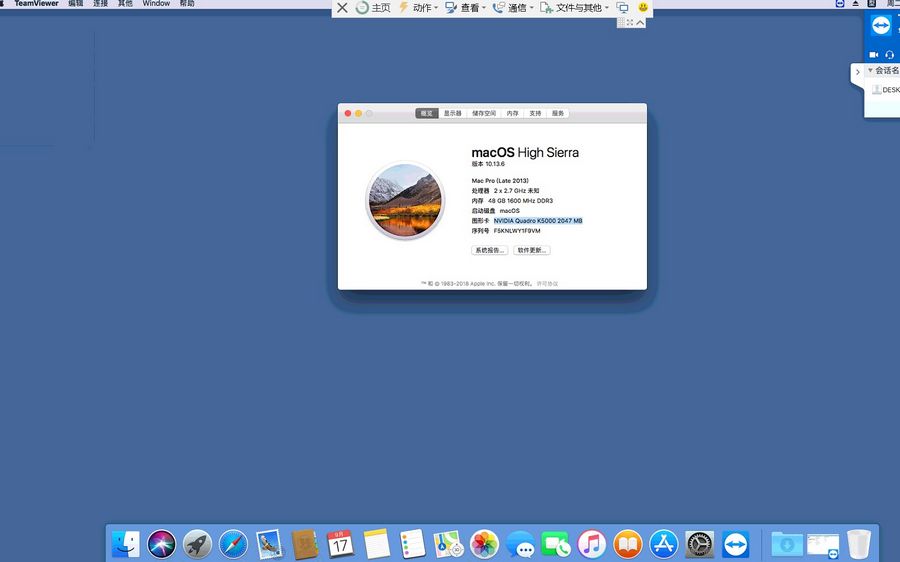 TeamViewer 编辑 连接 其他 Window 帮助
主页 动作 查看 通信 文件与其他
周二
会话名
DESK
概览 显示器 储存空间 内存 支持 服务
macOS High Sierra
版本 10.13.6
Mac Pro (Late 2013)
处理器 2 x 2.7 GHz 未知
内存 48 GB 1600 MHz DDR3
启动磁盘 macOS
图形卡 NVIDIA Quadro K5000 2047 MB
序列号 F5KNLWY1F9VM
系统报告... 软件更新...
™ 和 © 1983-2018 Apple Inc. 保留一切权利。 许可协议
9月
17